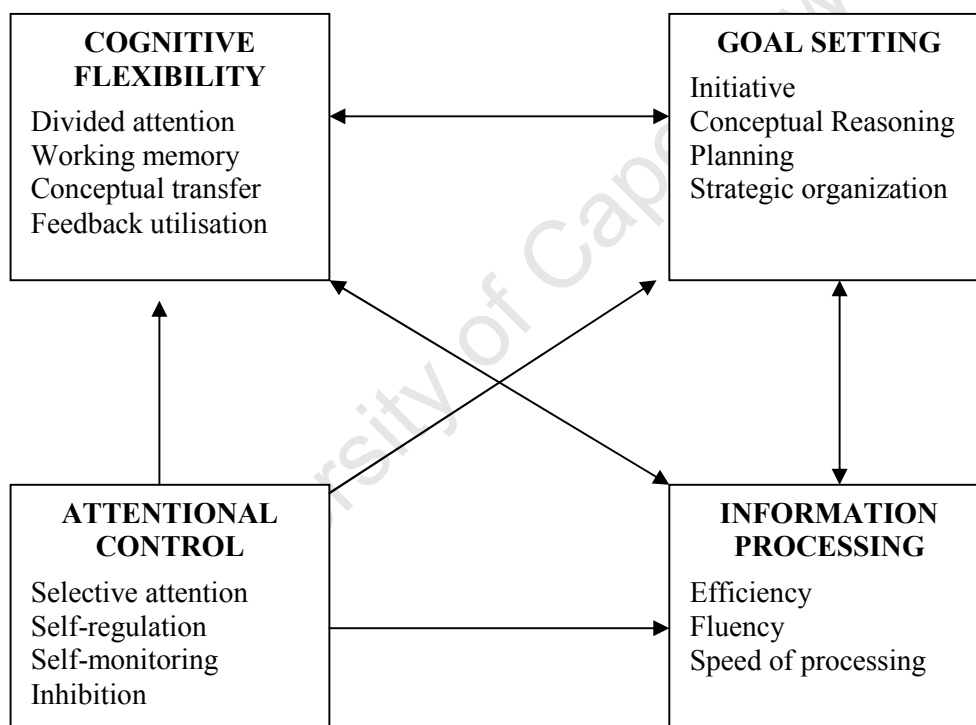 COGNITIVE
FLEXIBILITY
Divided attention
Working memory
Conceptual transfer
Feedback utilisation
GOAL SETTING
Initiative
Conceptual Reasoning
Planning
Strategic organization
ATTENTIONAL
CONTROL
Selective attention
Self-regulation
Self-monitoring
Inhibition
INFORMATION
PROCESSING
Efficiency
Fluency
Speed of processing
of